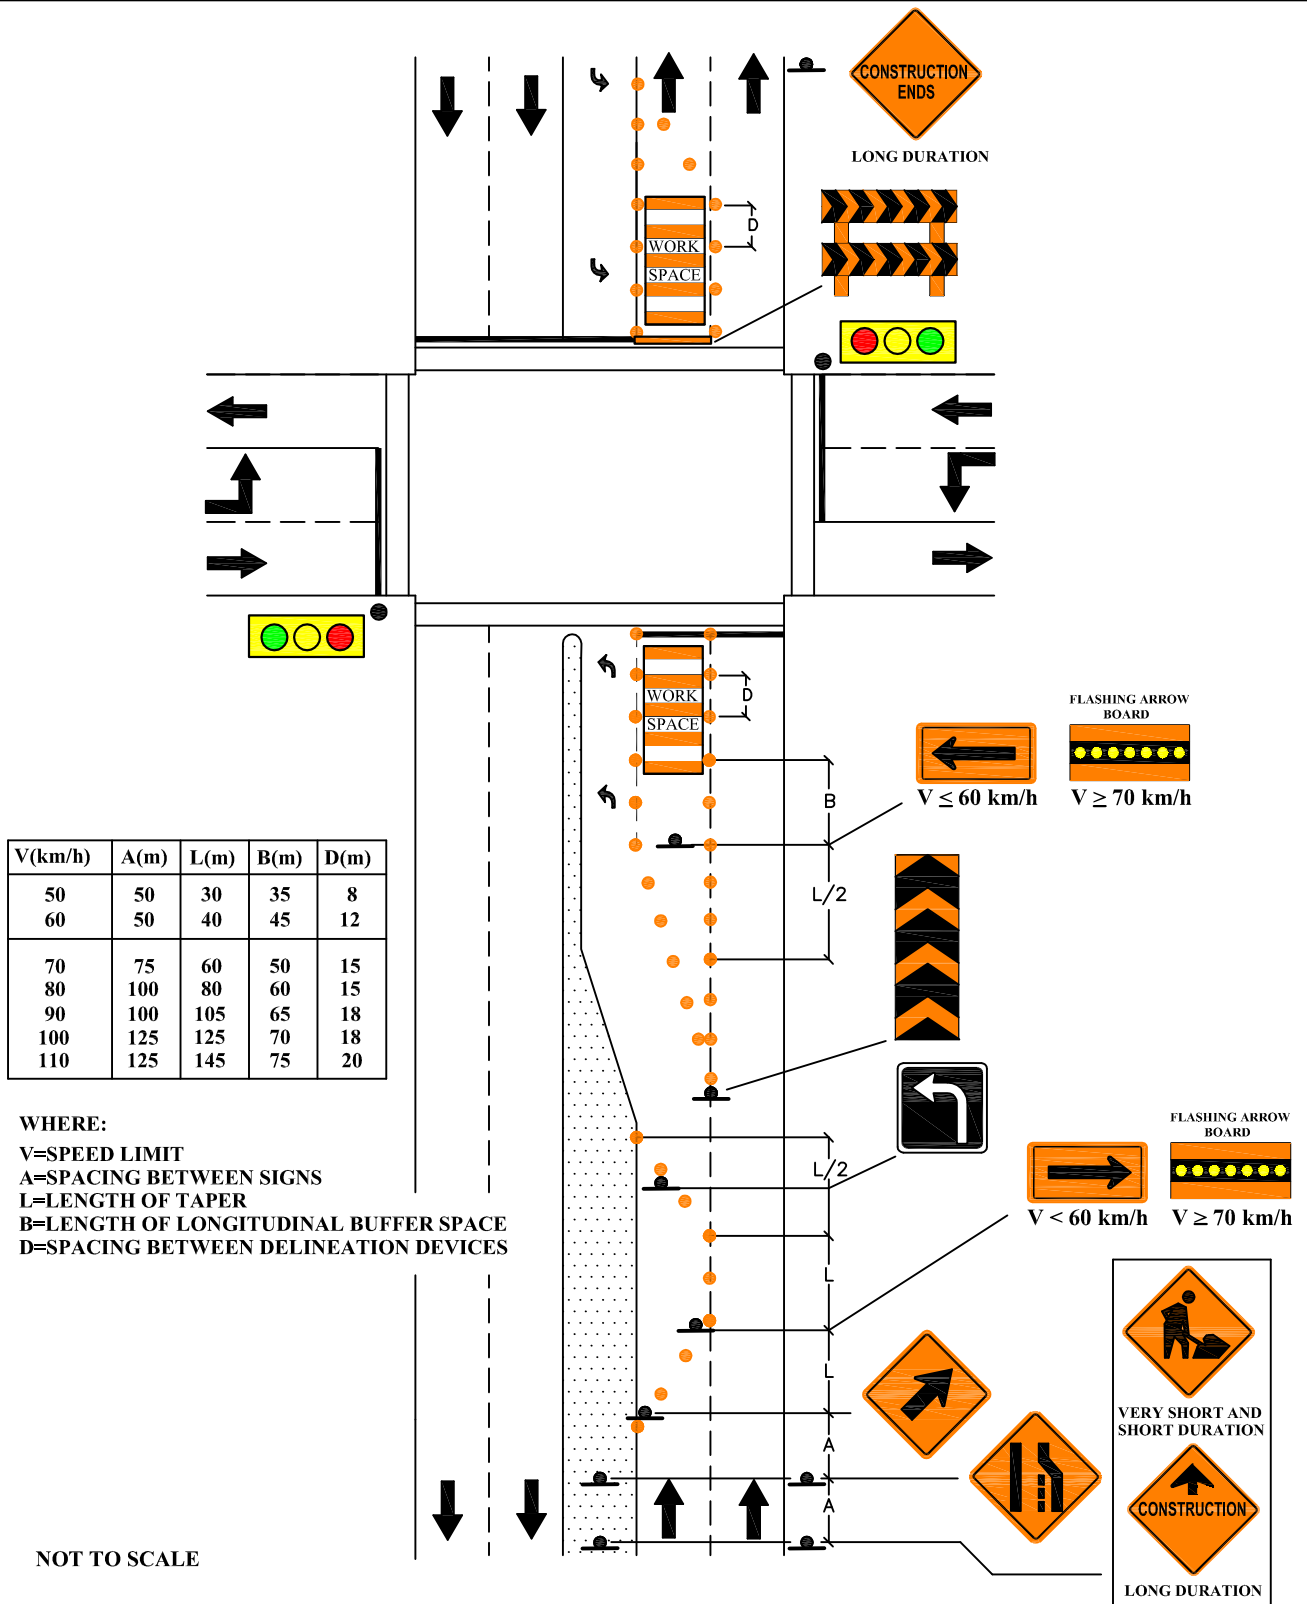 CONSTRUCTION
ENDS
LONG DURATION
D
WORK
SPACE
WORK
SPACE
D
FLASHING ARROW
BOARD
V ≤ 60 km/h
V ≥ 70 km/h
B
L/2
V(km/h) A(m) L(m) B(m) D(m)
50 50 30 35 8
60 50 40 45 12
70 75 60 50 15
80 100 80 60 15
90 100 105 65 18
100 125 125 70 18
110 125 145 75 20
WHERE:
V=SPEED LIMIT
A=SPACING BETWEEN SIGNS
L=LENGTH OF TAPER
B=LENGTH OF LONGITUDINAL BUFFER SPACE
D=SPACING BETWEEN DELINEATION DEVICES
L/2
FLASHING ARROW
BOARD
V < 60 km/h
V ≥ 70 km/h
L
L
A
A
VERY SHORT AND
SHORT DURATION
CONSTRUCTION
LONG DURATION
NOT TO SCALE